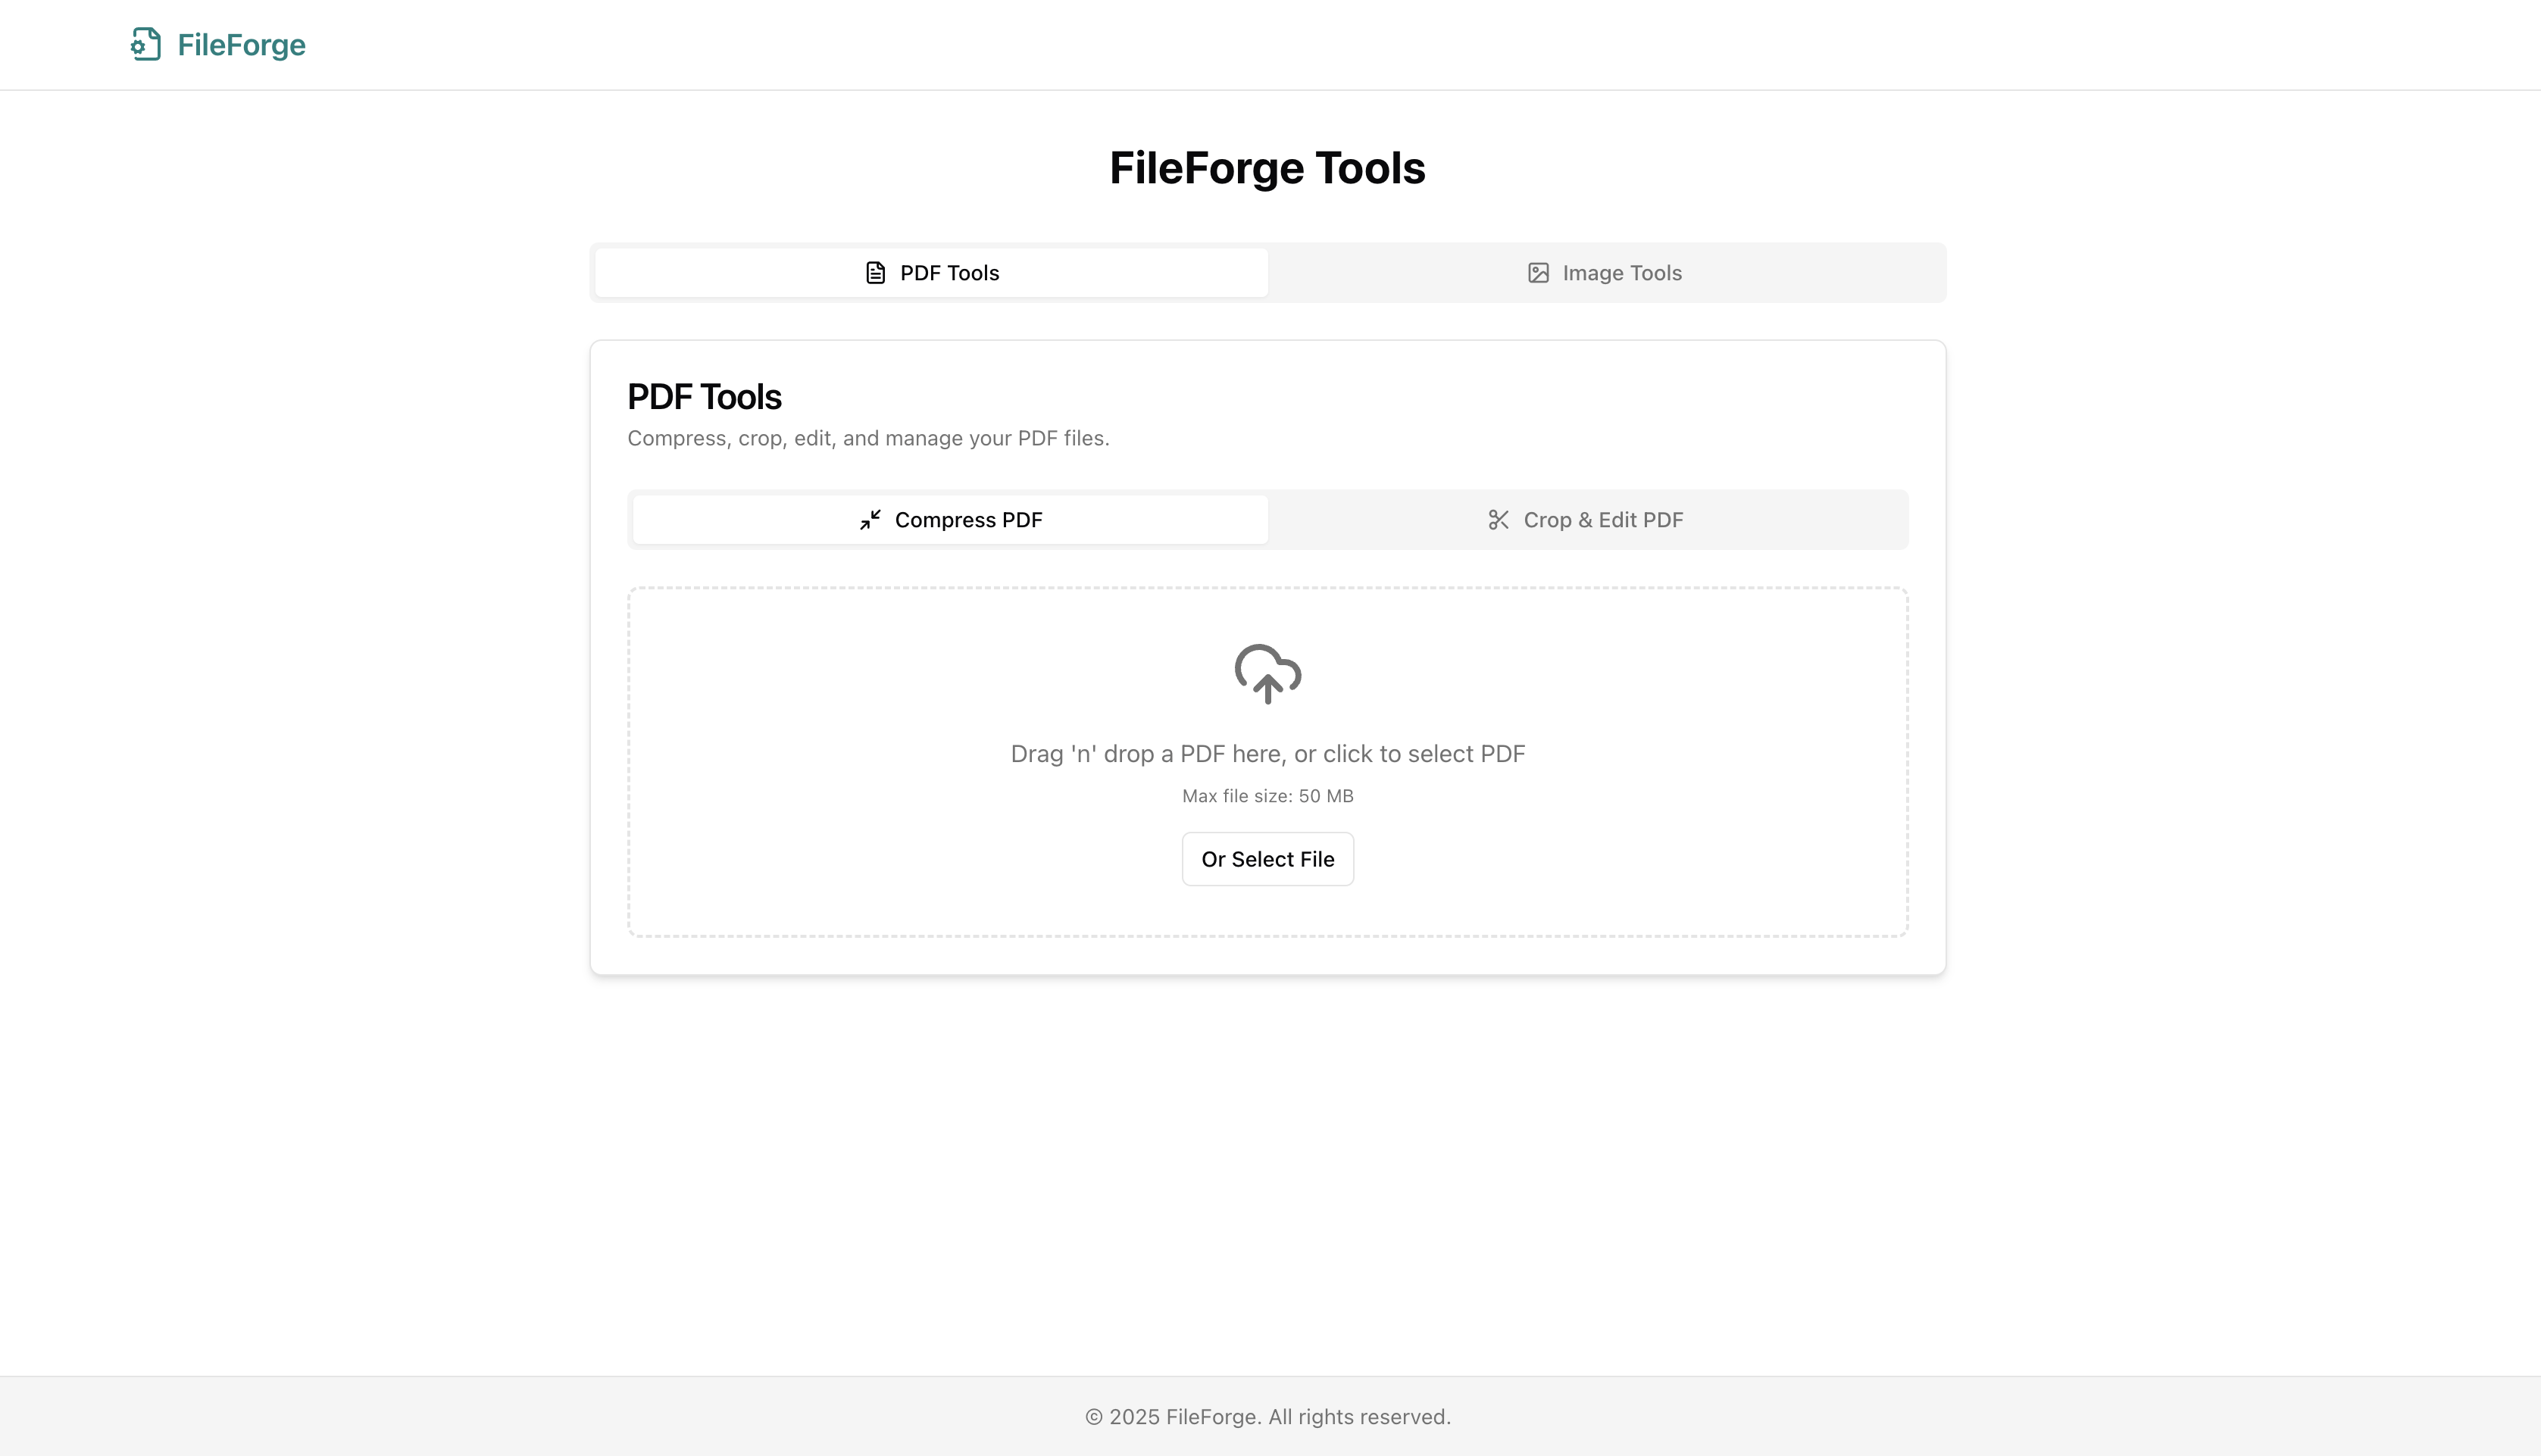 FileForge
FileForge Tools
PDF Tools
Image Tools
PDF Tools
Compress, crop, edit, and manage your PDF files.
Compress PDF
Crop & Edit PDF
Drag 'n' drop a PDF here, or click to select PDF
Max file size: 50 MB
Or Select File
© 2025 FileForge. All rights reserved.